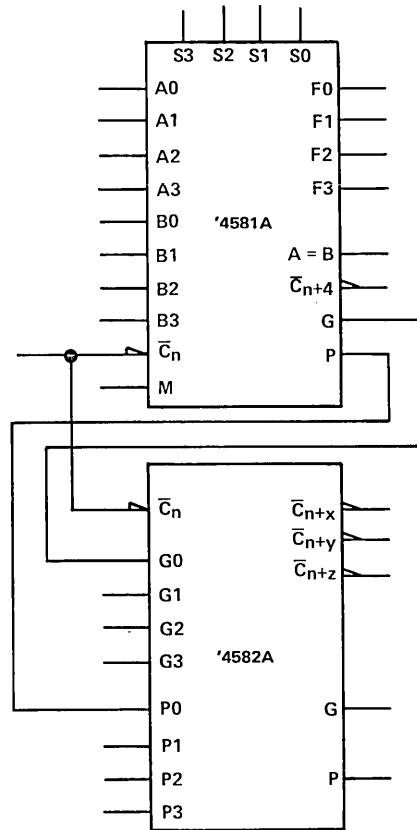 S3 S2 S1 S0
A0 F0
A1 F1
A2 F2
A3 F3
B0
'4581A
B1 A = B
B2 C̅n+4
B3 G
C̅n P
M
C̅n C̅n+x
C̅n+y
G0 C̅n+z
G1
G2
G3 '4582A
P0 G
P1
P2 P
P3